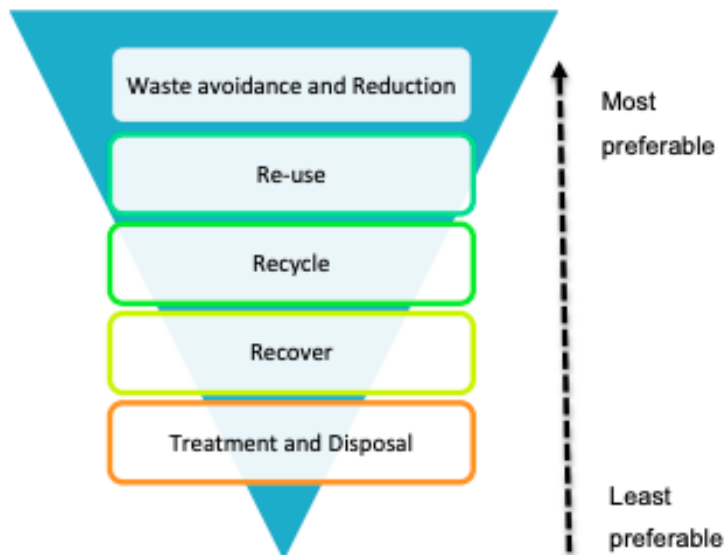 Waste avoidance and Reduction
Most
preferable
Re-use
Recycle
Recover
Treatment and Disposal
Least
preferable